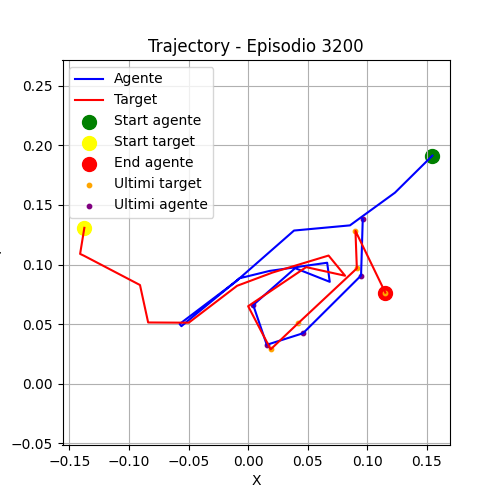 Trajectory - Episodio 3200
Agente
Target
Start agente
Start target
End agente
Ultimi target
Ultimi agente
0.25
0.20
0.15
0.10
0.05
0.00
−0.05
−0.15
−0.10
−0.05
0.00
0.05
0.10
0.15
X